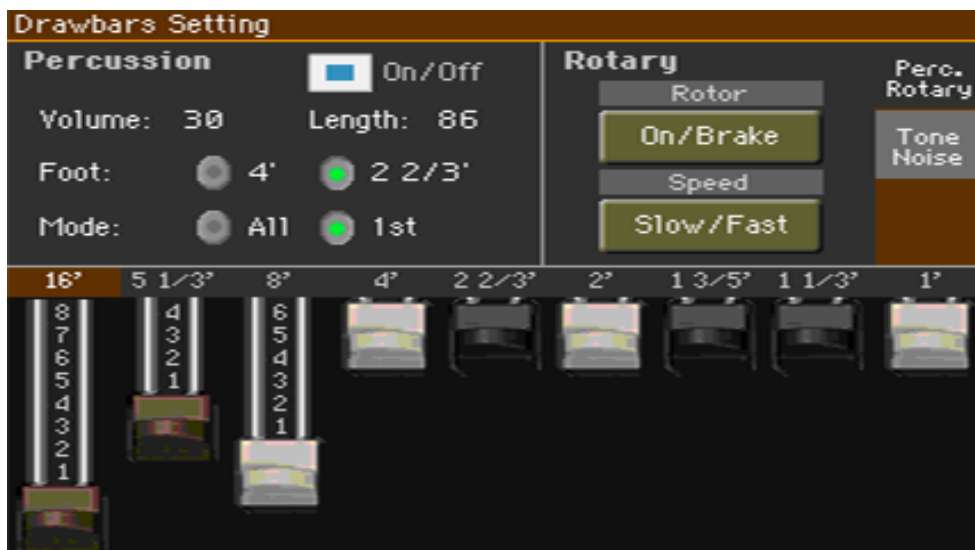 Drawbars Setting
Percussion
On/Off
Volume: 30 Length: 86
Foot: 4' 2 2/3'
Mode: All 1st
Rotary
Rotor
On/Brake
Speed
Slow/Fast
Perc.
Rotary
Tone
Noise
16' 5 1/3' 8' 4' 2 2/3' 2' 1 3/5' 1 1/3' 1'
8 4 6
7 3 5
6 2 4
5 1 3
4 2
3 1
2
1